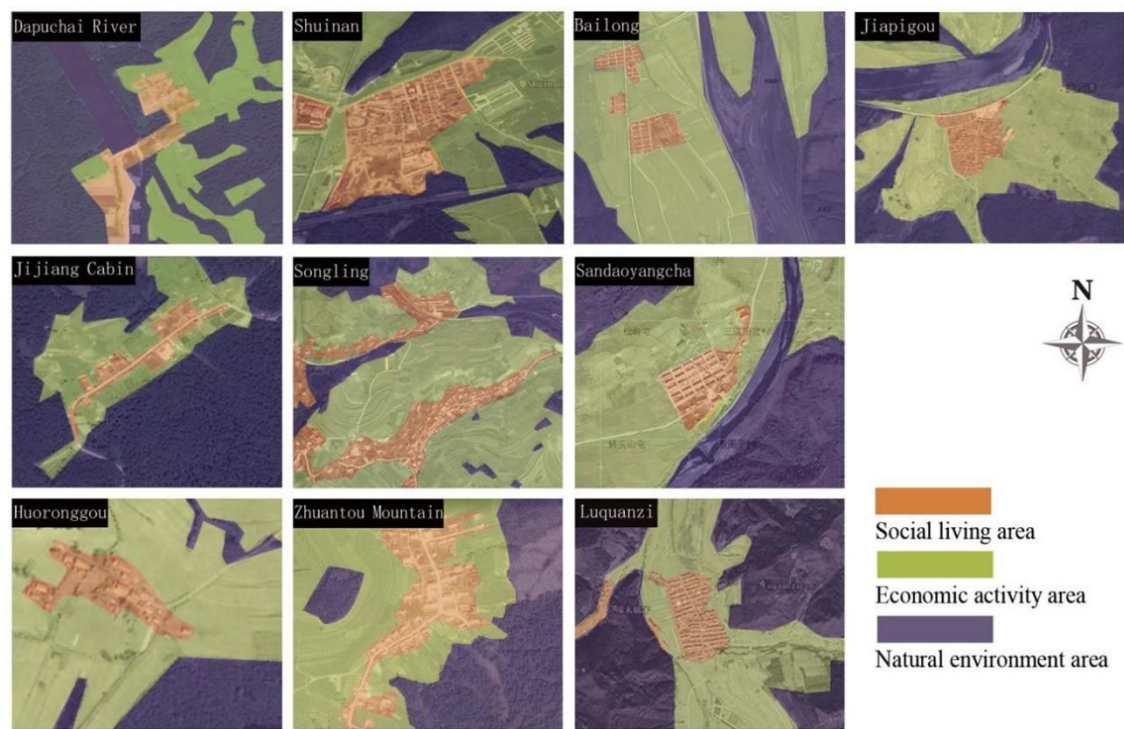 Dapuchai River
Shuinan
Bailong
Jiapigou
Shuinan
Jijiang Cabin
Songling
Sandaoyangcha
N
Huoronggou
Zhuantou Mountain
Luquanzi
Social living area
Economic activity area
Natural environment area